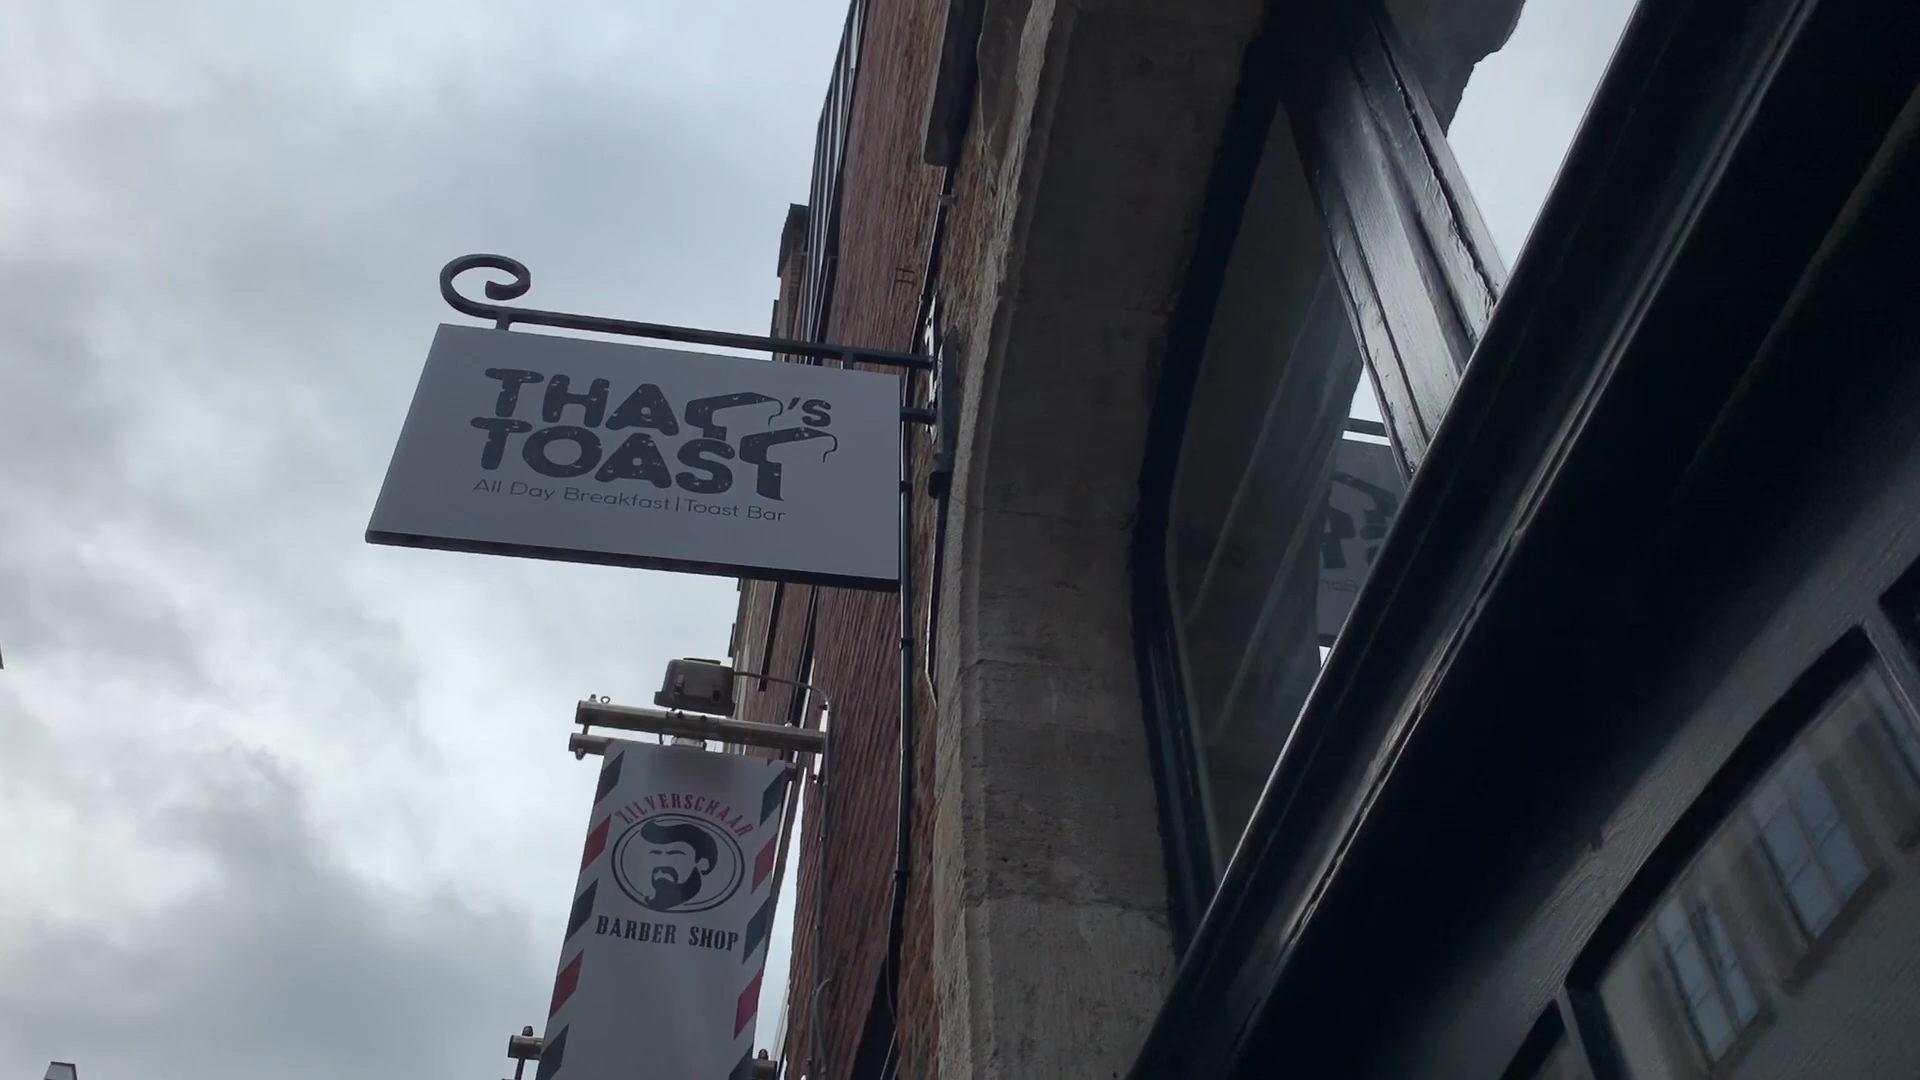 THAT'S
TOAST
All Day Breakfast|Toast Bar
ZILVERSCHAAR
BARBER SHOP